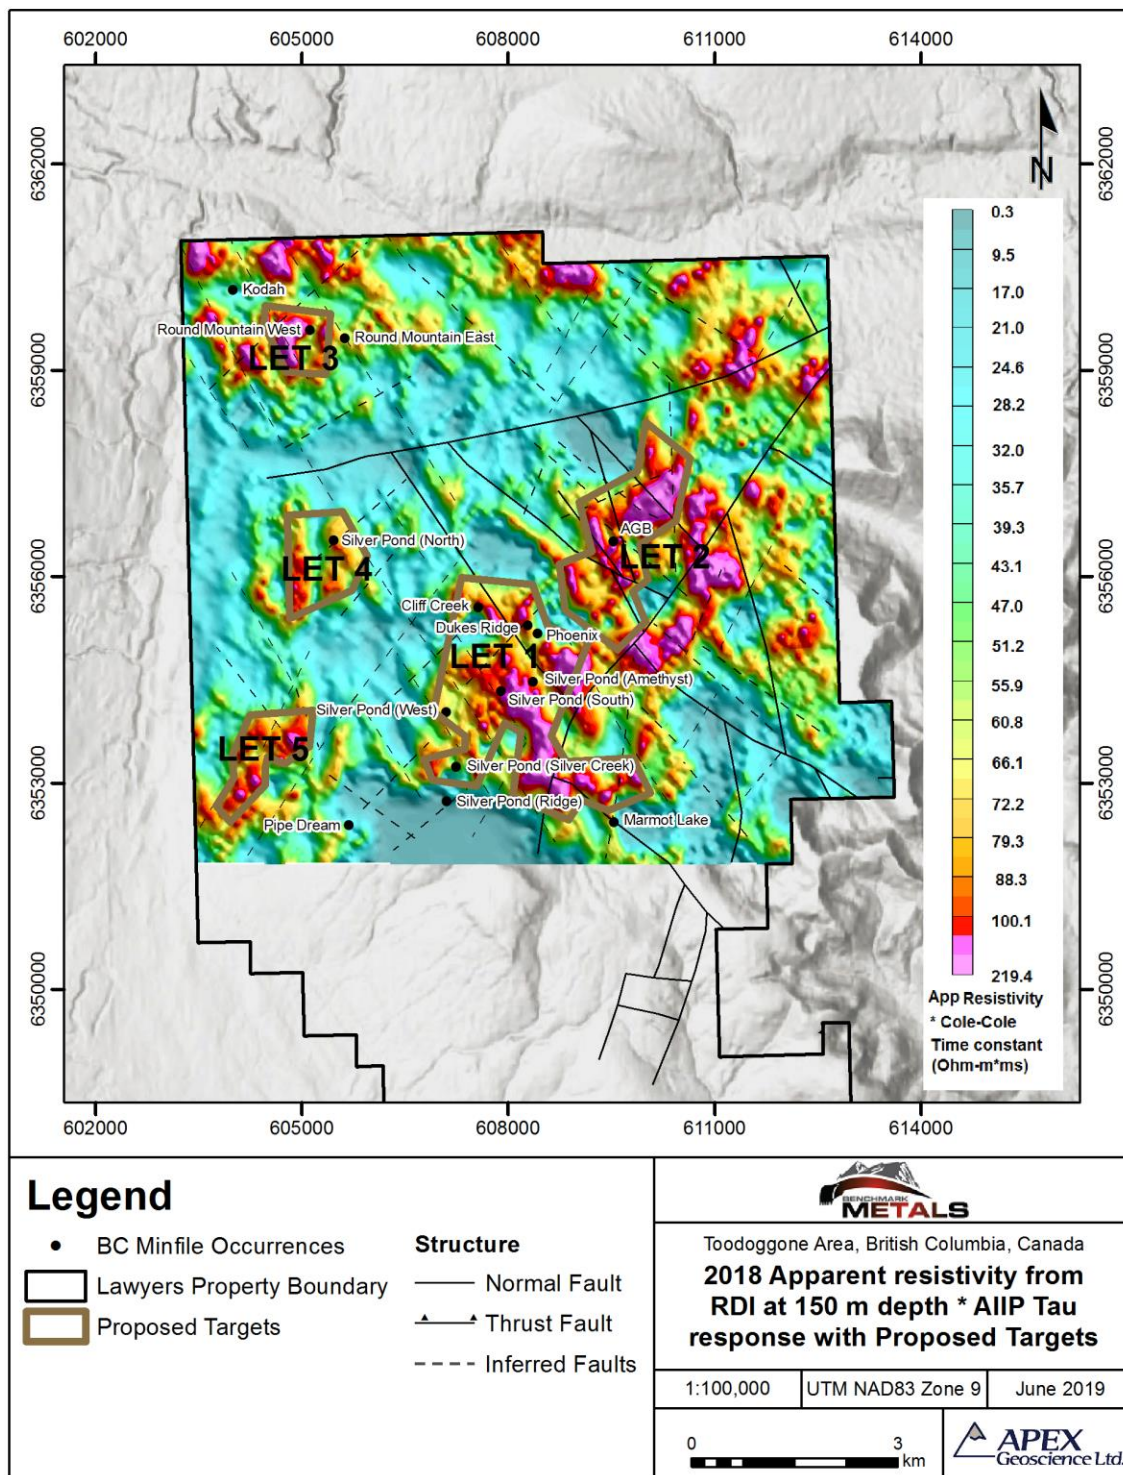 602000 605000 608000 611000 614000
6362000
6362000
N
0.3
9.5
17.0
21.0
24.6
28.2
32.0
35.7
39.3
43.1
47.0
51.2
55.9
60.8
66.1
72.2
79.3
88.3
100.1
219.4
App Resistivity
* Cole-Cole
Time constant
(Ohm-m*ms)
Kodah
Round Mountain West
Round Mountain East
LET 3
6359000
6359000
AGB
LET 2
Silver Pond (North)
LET 4
6356000
6356000
Cliff Creek
Dukes Ridge
Phoenix
LET 1
Silver Pond (Amethyst)
Silver Pond (South)
Silver Pond (West)
LET 5
Silver Pond (Silver Creek)
6353000
6353000
Silver Pond (Ridge)
Marmot Lake
Pipe Dream
6350000
6350000
602000 605000 608000 611000 614000
Legend
BC Minfile Occurrences
Lawyers Property Boundary
Proposed Targets
Structure
Normal Fault
Thrust Fault
Inferred Faults
BENCHMARK
METALS
Toodoggone Area, British Columbia, Canada
2018 Apparent resistivity from
RDI at 150 m depth * AIIP Tau
response with Proposed Targets
1:100,000 UTM NAD83 Zone 9 June 2019
0 3
km
APEX
Geoscience Ltd.